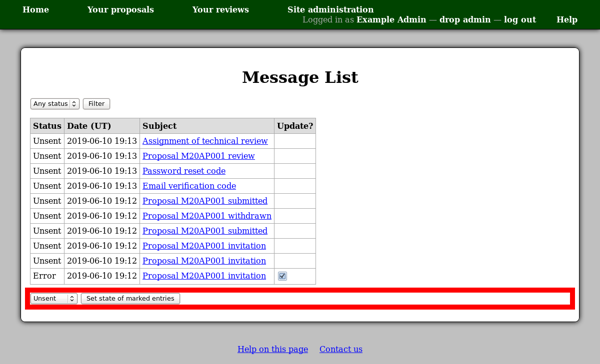 Home Your proposals Your reviews Site administration
Logged in as Example Admin — drop admin — log out Help
Message List
Any status Filter
Status Date (UT) Subject Update?
Unsent 2019-06-10 19:13 Assignment of technical review
Unsent 2019-06-10 19:13 Proposal M20AP001 review
Unsent 2019-06-10 19:13 Password reset code
Unsent 2019-06-10 19:13 Email verification code
Unsent 2019-06-10 19:12 Proposal M20AP001 submitted
Unsent 2019-06-10 19:12 Proposal M20AP001 withdrawn
Unsent 2019-06-10 19:12 Proposal M20AP001 submitted
Unsent 2019-06-10 19:12 Proposal M20AP001 invitation
Unsent 2019-06-10 19:12 Proposal M20AP001 invitation
Error 2019-06-10 19:12 Proposal M20AP001 invitation
Unsent Set state of marked entries
Help on this page Contact us